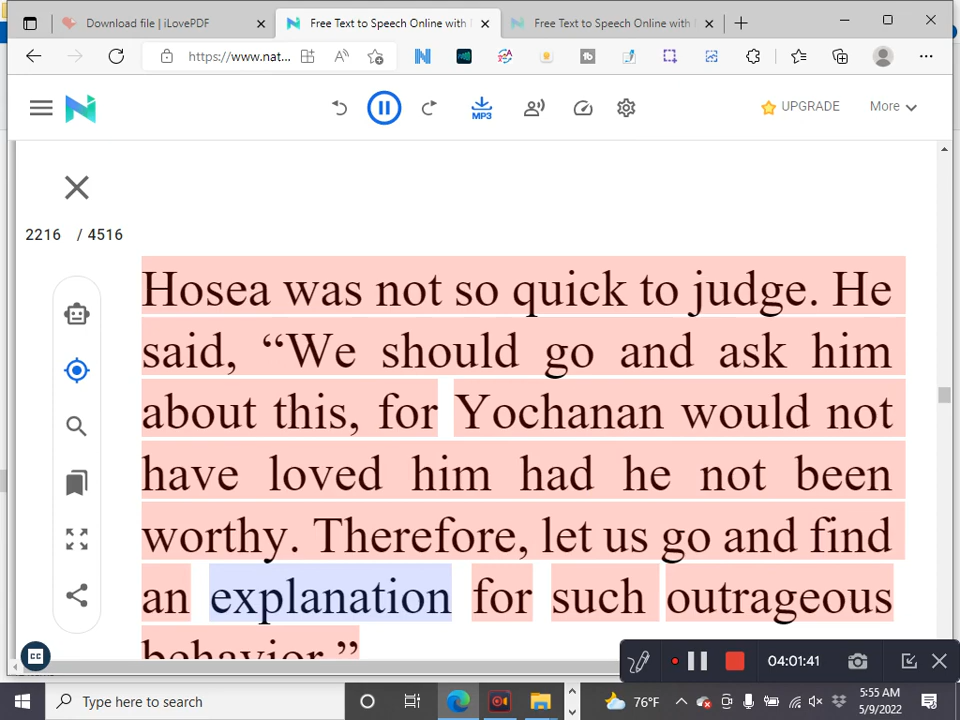 Download file | iLovePDF
Free Text to Speech Online with
Free Text to Speech Online with
https://www.nat...
MP3
UPGRADE
More
2216 / 4516
Hosea was not so quick to judge. He
said, “We should go and ask him
about this, for Yochanan would not
have loved him had he not been
worthy. Therefore, let us go and find
an explanation for such outrageous
behavior.”
CC
04:01:41
Type here to search
76°F
5:55 AM
5/9/2022